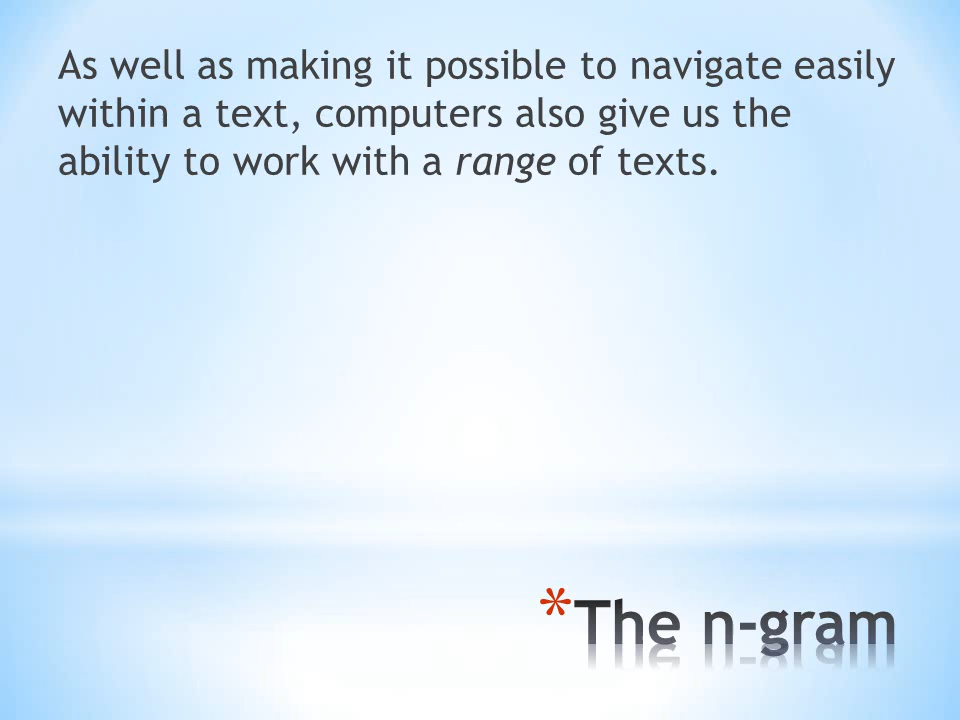 As well as making it possible to navigate easily
within a text, computers also give us the
ability to work with a range of texts.
*The n-gram